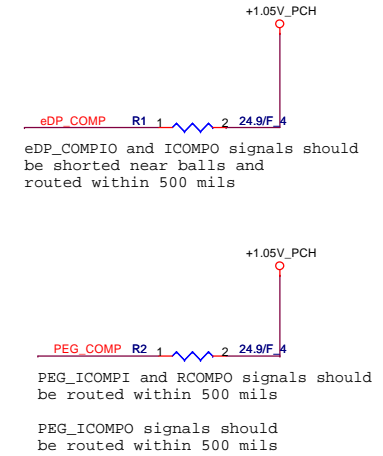 +1.05V_PCH
eDP_COMP R1 1 2 24.9/F_4
eDP_COMPIO and ICOMPO signals should
be shorted near balls and
routed within 500 mils
+1.05V_PCH
PEG_COMP R2 1 2 24.9/F_4
PEG_ICOMPI and RCOMPO signals should
be routed within 500 mils
PEG_ICOMPO signals should
be routed within 500 mils